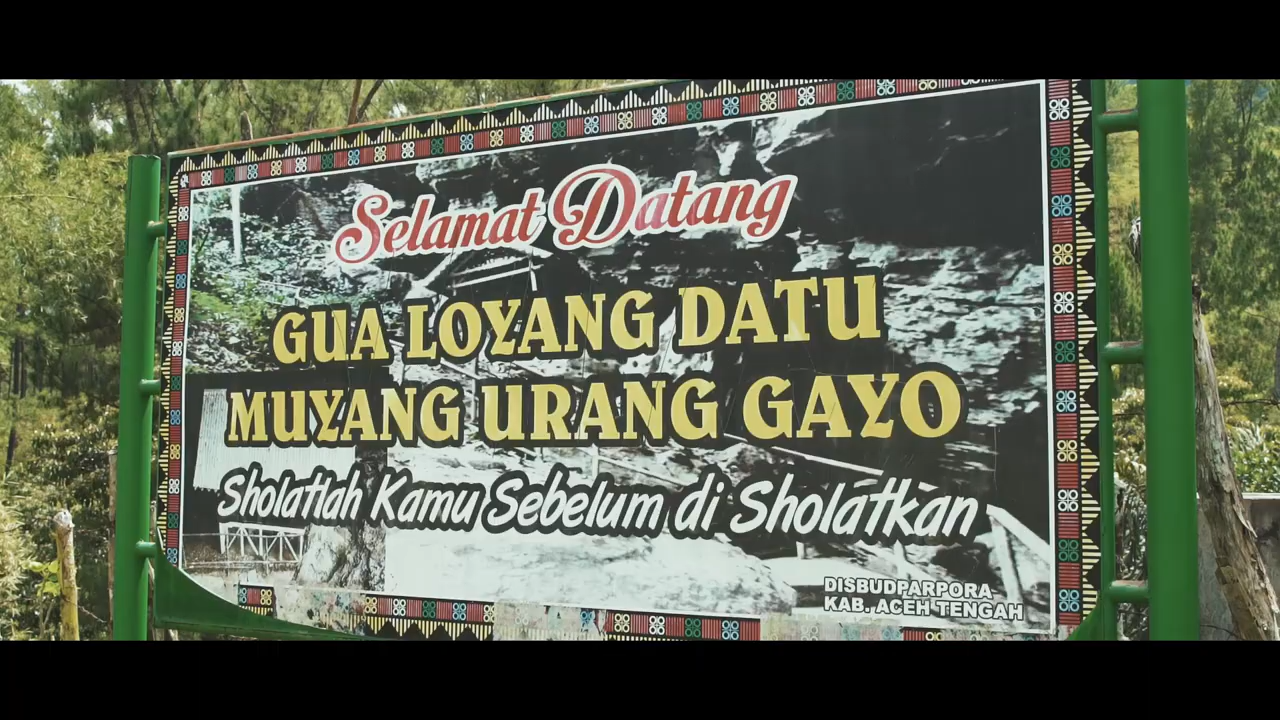 Selamat Datang
GUA LOYANG DATU
MUYANG URANG GAYO
Sholatlah Kamu Sebelum di Sholatkan
DISBUDPARPORA
KAB. ACEH TENGAH